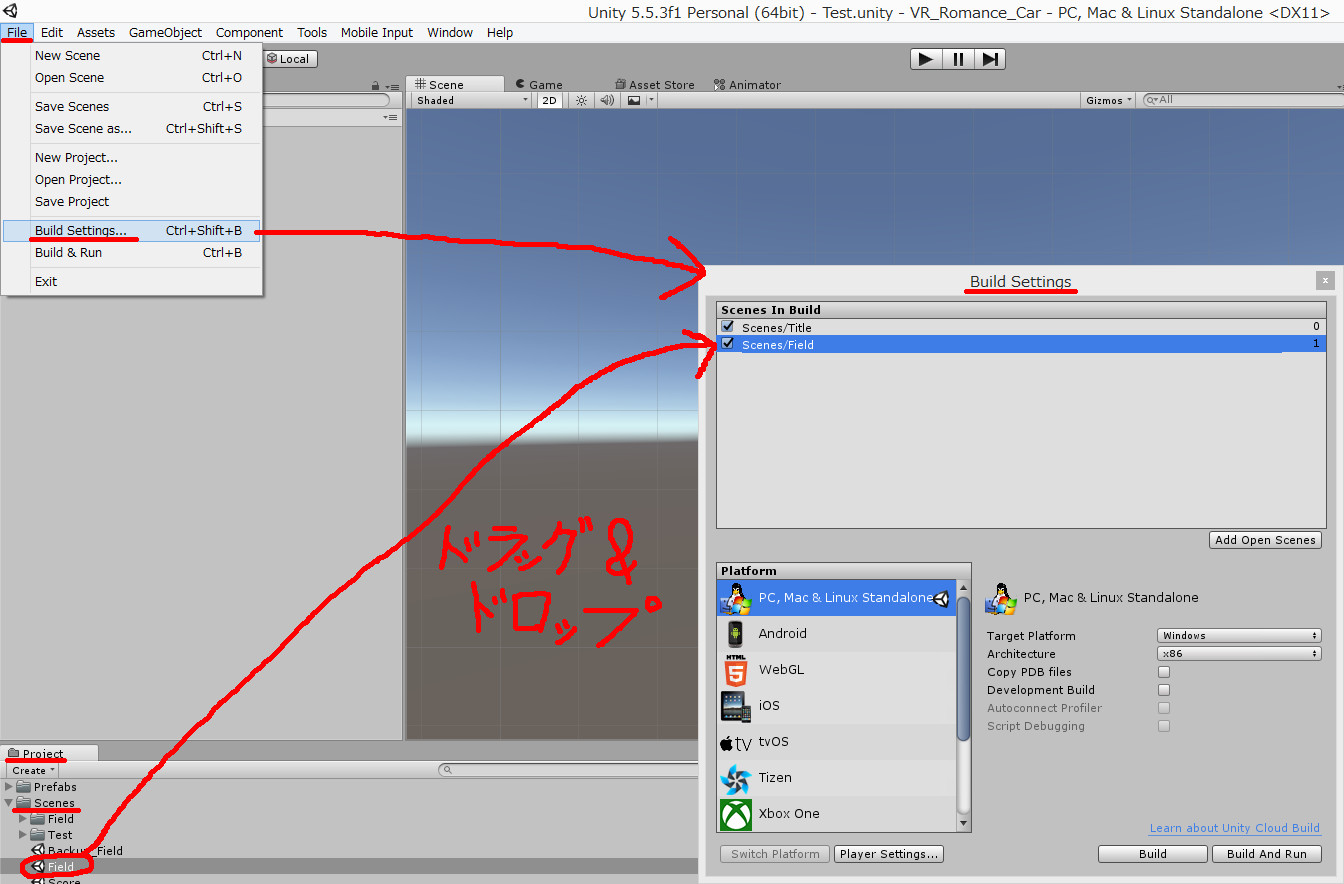 Unity 5.5.3f1 Personal (64bit) - Test.unity - VR_Romance_Car - PC, Mac & Linux Standalone <DX11>
File Edit Assets GameObject Component Tools Mobile Input Window Help
New Scene Ctrl+N
Open Scene Ctrl+O
Save Scenes Ctrl+S
Save Scene as... Ctrl+Shift+S
New Project...
Open Project...
Save Project
Build Settings... Ctrl+Shift+B
Build & Run Ctrl+B
Exit
Local
Scene Game Asset Store Animator
Shaded 2D Gizmos All
Build Settings
Scenes In Build
Scenes/Title 0
Scenes/Field 1
Add Open Scenes
ドラッグ&
ドロップ
Platform
PC, Mac & Linux Standalone
Android
WebGL
iOS
tvOS
Tizen
Xbox One
PC, Mac & Linux Standalone
Target Platform Windows
Architecture x86
Copy PDB files
Development Build
Autoconnect Profiler
Script Debugging
Learn about Unity Cloud Build
Switch Platform Player Settings... Build Build And Run
Project
Create
Prefabs
Scenes
Field
Test
Backup_Field
Field
Score